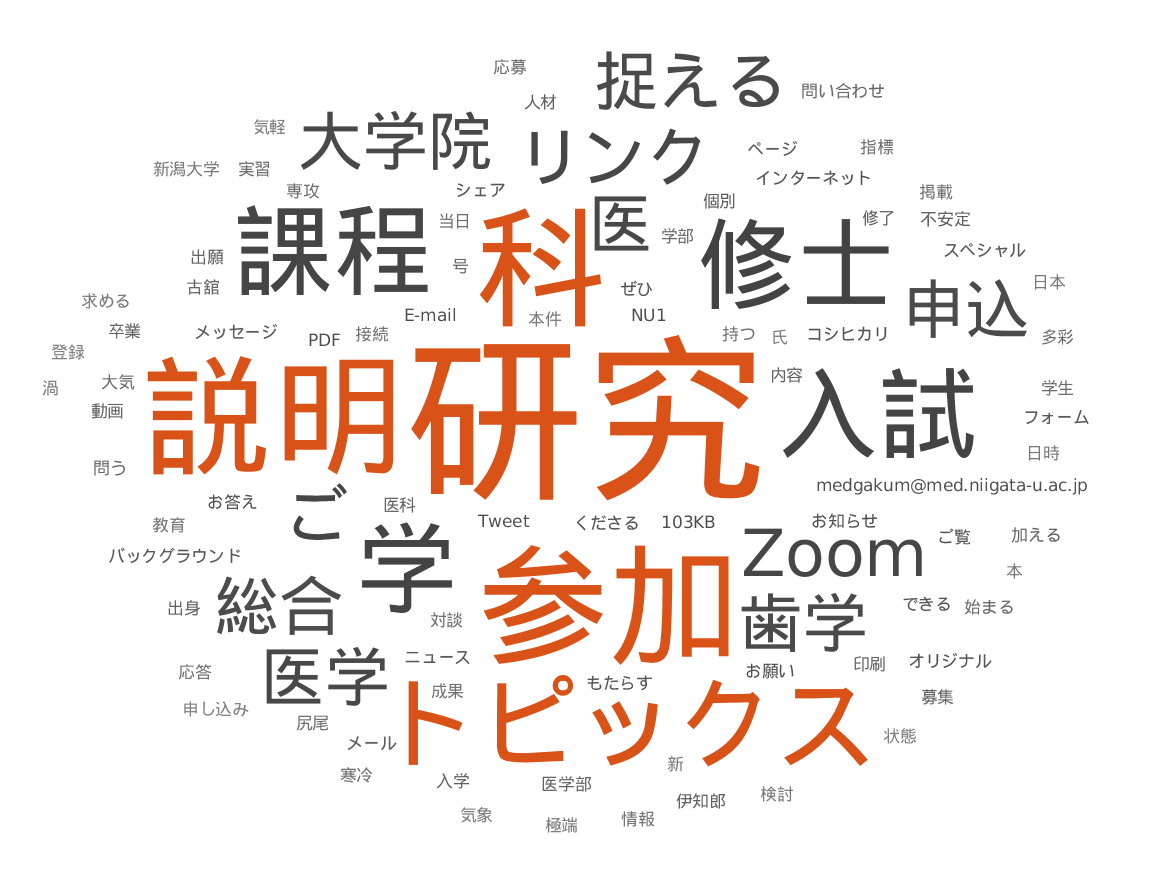 応募
捉える
問い合わせ
人材
気軽
大学院
リンク
ページ
指標
新潟大学
実習
インターネット
専攻
シェア
掲載
課程
当日
科
医
個別
修士
修了
不安定
学部
出願
号
スペシャル
古舘
ぜひ
申込
日本
求める
E-mail
本件
NU1
卒業
メッセージ
PDF
接続
持つ
氏
コシヒカリ
多彩
登録
渦
大気
説明
研究
内容
入試
学生
動画
フォーム
問う
日時
medgakum@med.niigata-u.ac.jp
お答え
ご
医科
教育
Tweet
くださる
103KB
お知らせ
バックグラウンド
学
Zoom
ご覧
加える
本
出身
総合
対談
参加
歯学
できる
始まる
応答
医学
ニュース
お願い
印刷
オリジナル
申し込み
尻尾
成果
もたらす
募集
メール
トピックス
状態
寒冷
入学
医学部
新
伊知郎
検討
気象
極端
情報